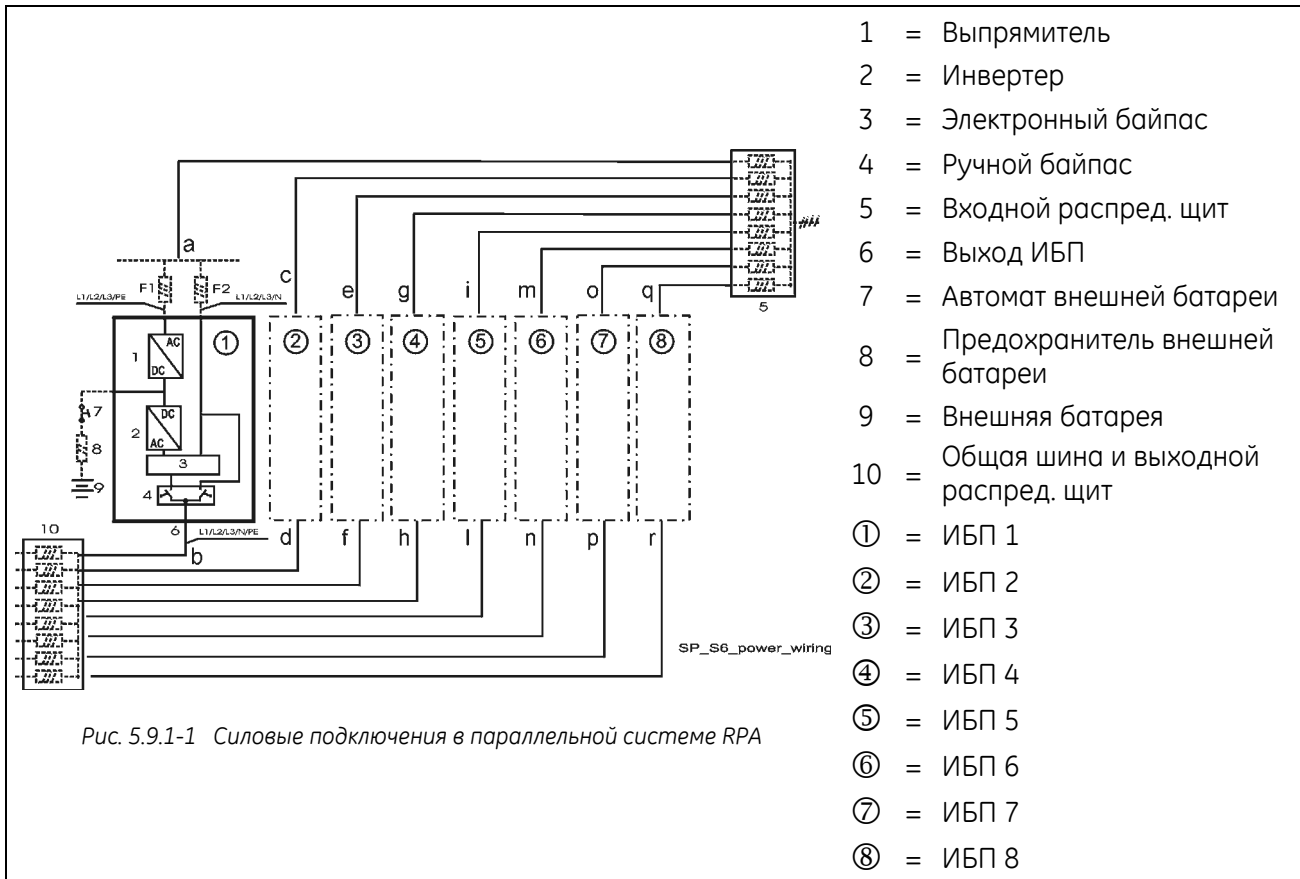 a
c
e
g
i
m
o
q
F1
F2
L1/L2/L3/PE
L1/L2/L3/N
5
1
AC
DC
①
②
③
④
⑤
⑥
⑦
⑧
7
8
9
2
DC
AC
3
4
6
L1/L2/L3/N/PE
b
d
f
h
l
n
p
r
10
SP_S6_power_wiring
Рис. 5.9.1-1 Силовые подключения в параллельной системе RPA
1 = Выпрямитель
2 = Инвертер
3 = Электронный байпас
4 = Ручной байпас
5 = Входной распред. щит
6 = Выход ИБП
7 = Автомат внешней батареи
8 = Предохранитель внешней
батареи
9 = Внешняя батарея
10 = Общая шина и выходной
распред. щит
① = ИБП 1
② = ИБП 2
③ = ИБП 3
④ = ИБП 4
⑤ = ИБП 5
⑥ = ИБП 6
⑦ = ИБП 7
⑧ = ИБП 8